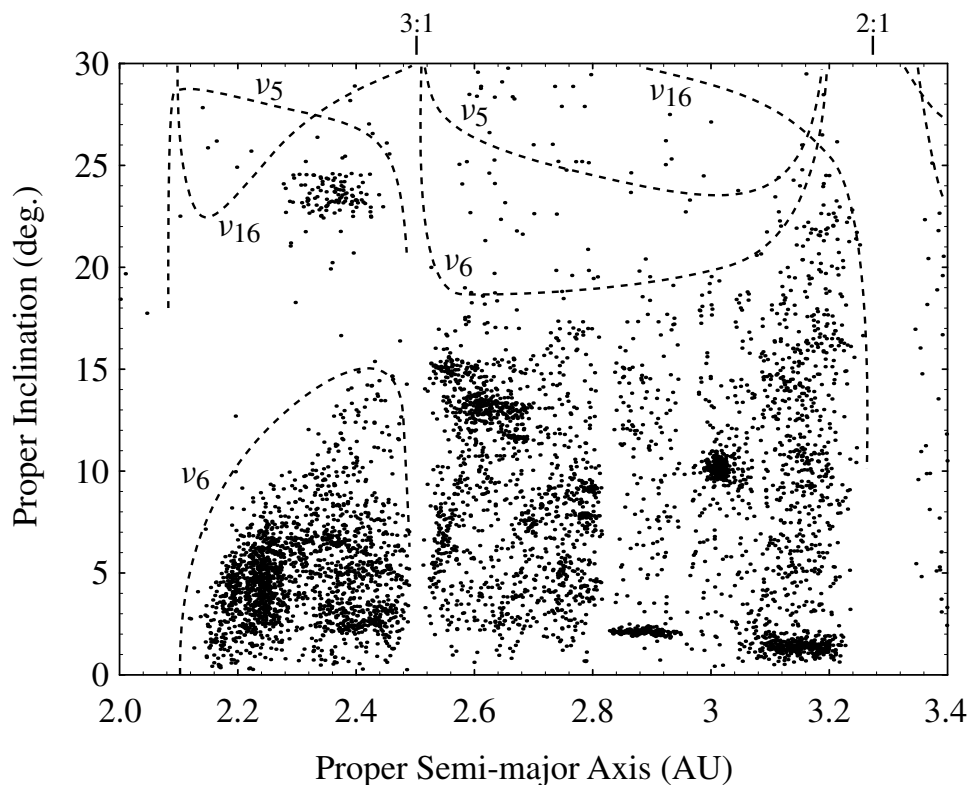 3:1 2:1
30
25
20
15
10
5
0
ν5
ν16
ν5
ν16
ν6
ν6
2.0 2.2 2.4 2.6 2.8 3 3.2 3.4
Proper Inclination (deg.)
Proper Semi-major Axis (AU)